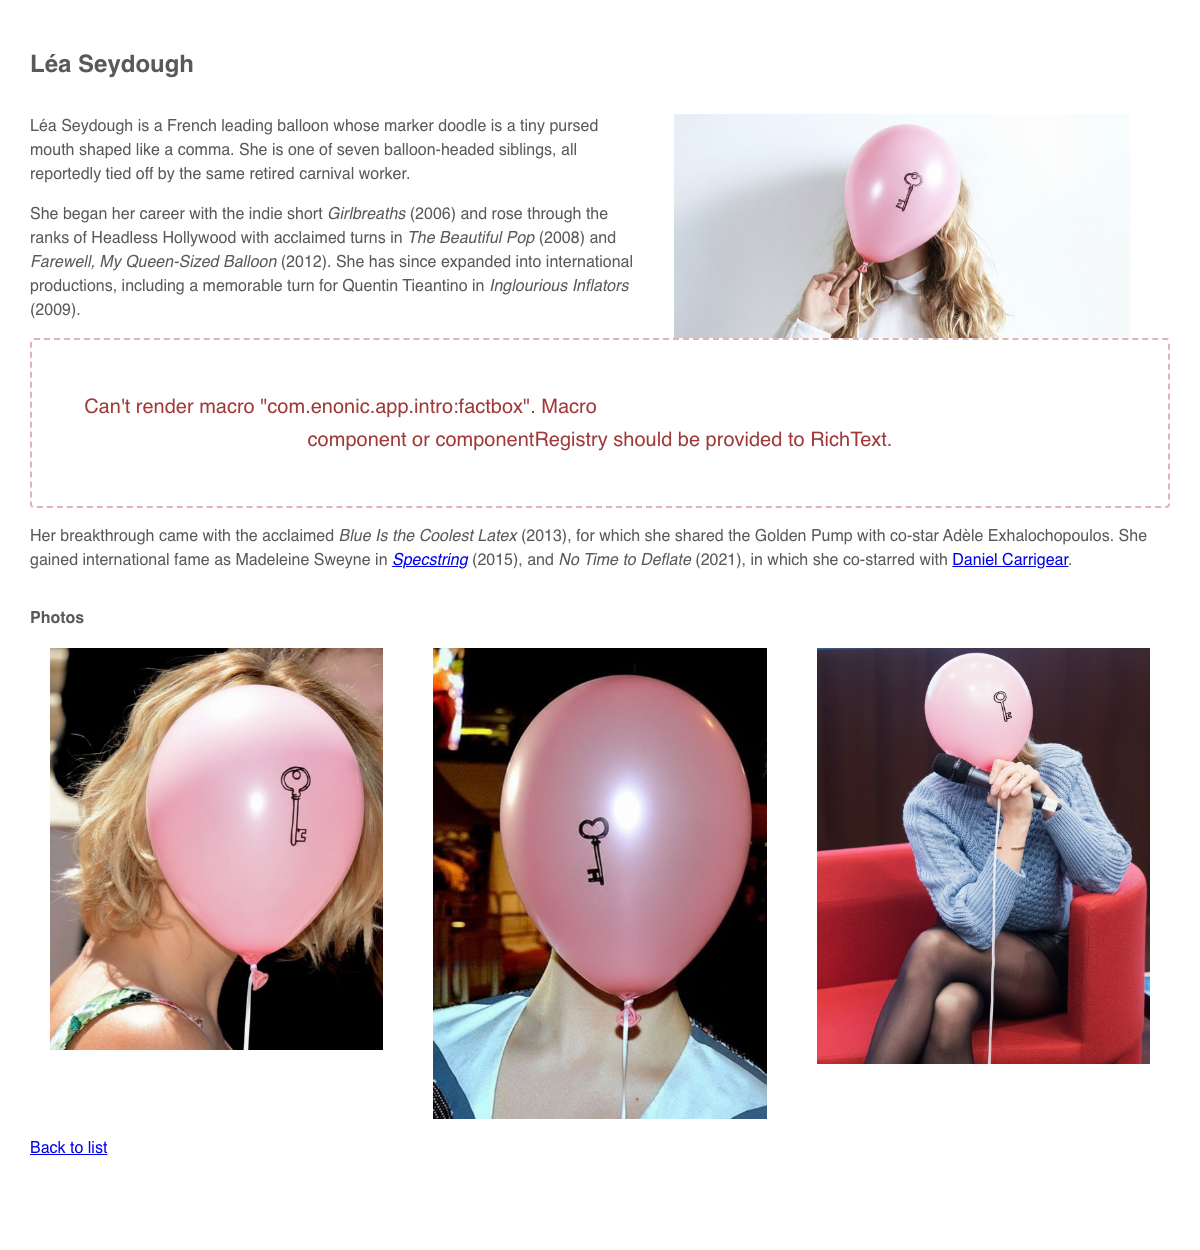 Léa Seydough
Léa Seydough is a French leading balloon whose marker doodle is a tiny pursed
mouth shaped like a comma. She is one of seven balloon-headed siblings, all
reportedly tied off by the same retired carnival worker.
She began her career with the indie short Girlbreaths (2006) and rose through the
ranks of Headless Hollywood with acclaimed turns in The Beautiful Pop (2008) and
Farewell, My Queen-Sized Balloon (2012). She has since expanded into international
productions, including a memorable turn for Quentin Tieantino in Inglourious Inflators
(2009).
Can't render macro "com.enonic.app.intro:factbox". Macro
component or componentRegistry should be provided to RichText.
Her breakthrough came with the acclaimed Blue Is the Coolest Latex (2013), for which she shared the Golden Pump with co-star Adèle Exhalochopoulos. She
gained international fame as Madeleine Sweyne in Specstring (2015), and No Time to Deflate (2021), in which she co-starred with Daniel Carrigear.
Photos
Back to list